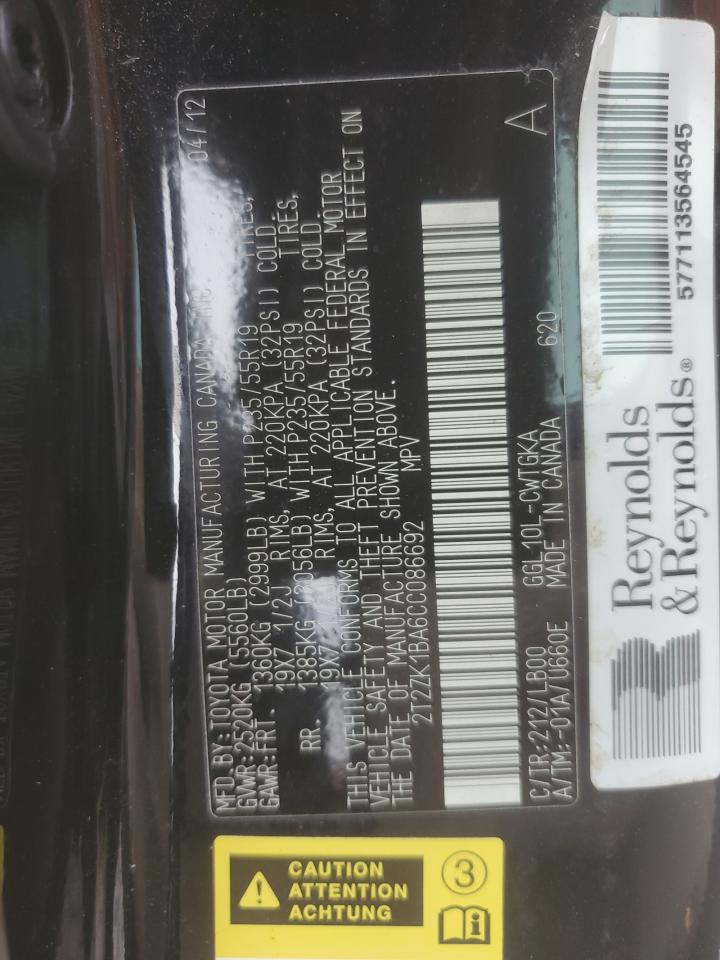 MFD.BY:TOYOTA MOTOR MANUFACTURING CANADA INC. 04/12
GVWR:2520KG (5560LB)
GAWR:FRT. 1360KG (2999LB) WITH P235/55R19 TIRES,
19X7 1/2J RIMS, AT 220KPA (32PSI) COLD.
RR. 1385KG (3056LB) WITH P235/55R19 TIRES,
19X7 1/2J RIMS, AT 220KPA (32PSI) COLD.
THIS VEHICLE CONFORMS TO ALL APPLICABLE FEDERAL MOTOR
VEHICLE SAFETY AND THEFT PREVENTION STANDARDS IN EFFECT ON
THE DATE OF MANUFACTURE SHOWN ABOVE.
2T2ZK1BA6CC086692 MPV
C/TR:212/LB00 GGL10L-CWTGKA A
A/TM:-01A/U660E MADE IN CANADA 620
CAUTION
ATTENTION
ACHTUNG
3
i
Reynolds
& Reynolds®
577113564545